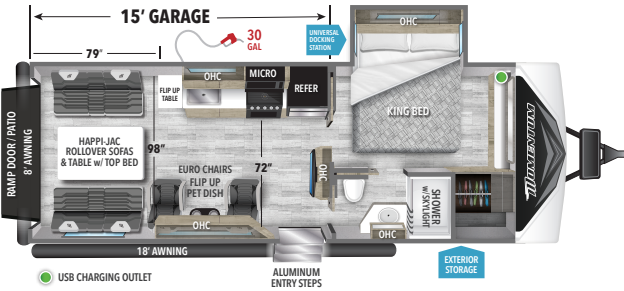 15' GARAGE
30
GAL
UNIVERSAL
DOCKING
STATION
OHC
79"
OHC
MICRO
FLIP UP
TABLE
REFER
KING BED
RAMP DOOR / PATIO
8' AWNING
HAPPI-JAC
ROLLOVER SOFAS
& TABLE w/ TOP BED
98"
72"
EURO CHAIRS
FLIP UP
PET DISH
OHC
OHC
OHC
SHOWER
w/SKYLIGHT
MOMENTUM
18' AWNING
USB CHARGING OUTLET
ALUMINUM
ENTRY STEPS
EXTERIOR
STORAGE